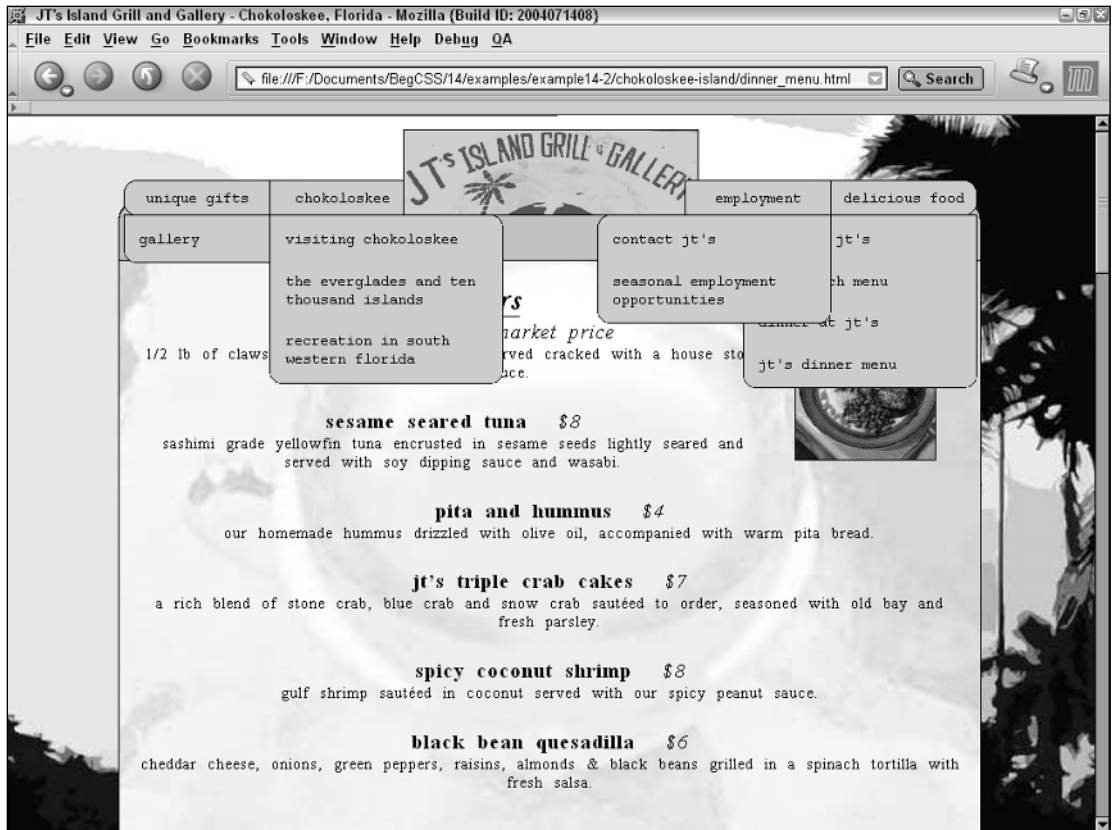 JT's Island Grill and Gallery - Chokoloskee, Florida - Mozilla {Build ID: 2004071408}
File Edit View Go Bookmarks Tools Window Help Debug QA
file:///F:/Documents/BegCSS/14/examples/example14-2/chokoloskee-island/dinner_menu.html Search
JT's ISLAND GRILL & GALLERY
unique gifts chokoloskee employment delicious food
gallery visiting chokoloskee contact jt's jt's
the everglades and ten seasonal employment menu
thousand islands opportunities
dinner at jt's
market price
recreation in south
1/2 lb of claws cracked with a house
western florida jt's dinner menu
sesame seared tuna $8
sashimi grade yellowfin tuna encrusted in sesame seeds lightly seared and
served with soy dipping sauce and wasabi.
pita and hummus $4
our homemade hummus drizzled with olive oil, accompanied with warm pita bread.
jt's triple crab cakes $7
a rich blend of stone crab, blue crab and snow crab sautéed to order, seasoned with old bay and
fresh parsley.
spicy coconut shrimp $8
gulf shrimp sautéed in coconut served with our spicy peanut sauce.
black bean quesadilla $6
cheddar cheese, onions, green peppers, raisins, almonds & black beans grilled in a spinach tortilla with
fresh salsa.